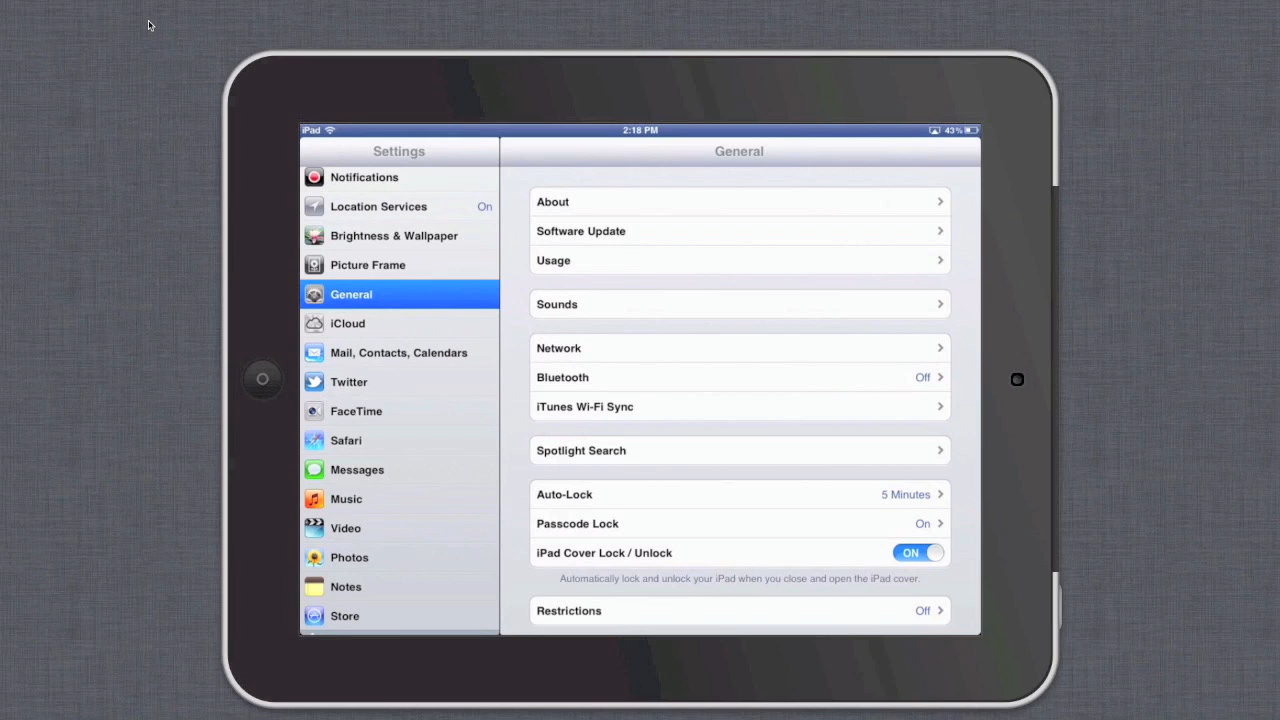 iPad 2:18 PM 43%
Settings
General
Notifications
Location Services On
Brightness & Wallpaper
Picture Frame
General
iCloud
Mail, Contacts, Calendars
Twitter
FaceTime
Safari
Messages
Music
Video
Photos
Notes
Store
About
Software Update
Usage
Sounds
Network
Bluetooth Off
iTunes Wi-Fi Sync
Spotlight Search
Auto-Lock 5 Minutes
Passcode Lock On
iPad Cover Lock / Unlock ON
Automatically lock and unlock your iPad when you close and open the iPad cover.
Restrictions Off